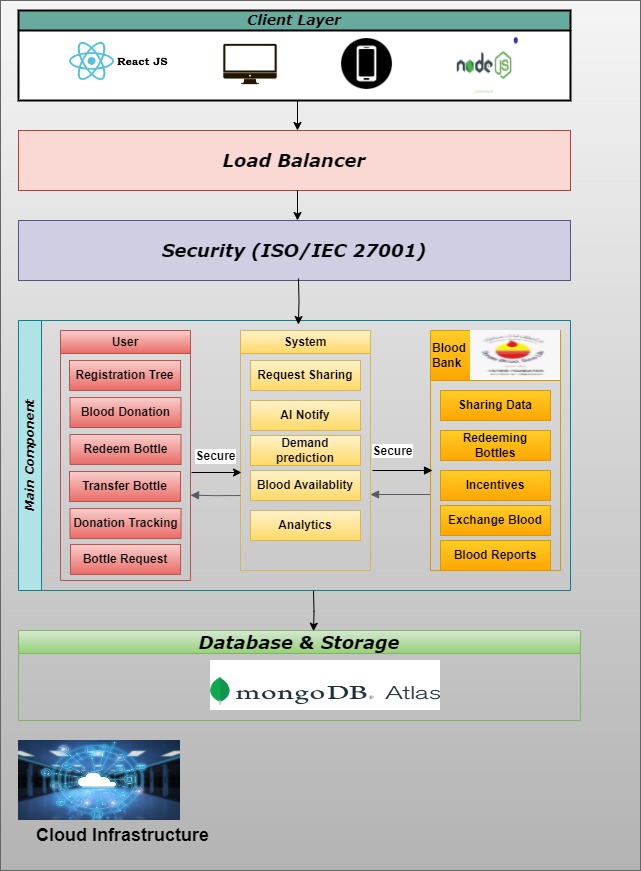 Client Layer
React JS
node JS
Load Balancer
Security (ISO/IEC 27001)
Main Component
User
Registration Tree
Blood Donation
Redeem Bottle
Transfer Bottle
Donation Tracking
Bottle Request
Secure
System
Request Sharing
AI Notify
Demand
prediction
Blood Availablity
Analytics
Secure
Blood
Bank
Sharing Data
Redeeming
Bottles
Incentives
Exchange Blood
Blood Reports
Database & Storage
mongoDB® Atlas
Cloud Infrastructure